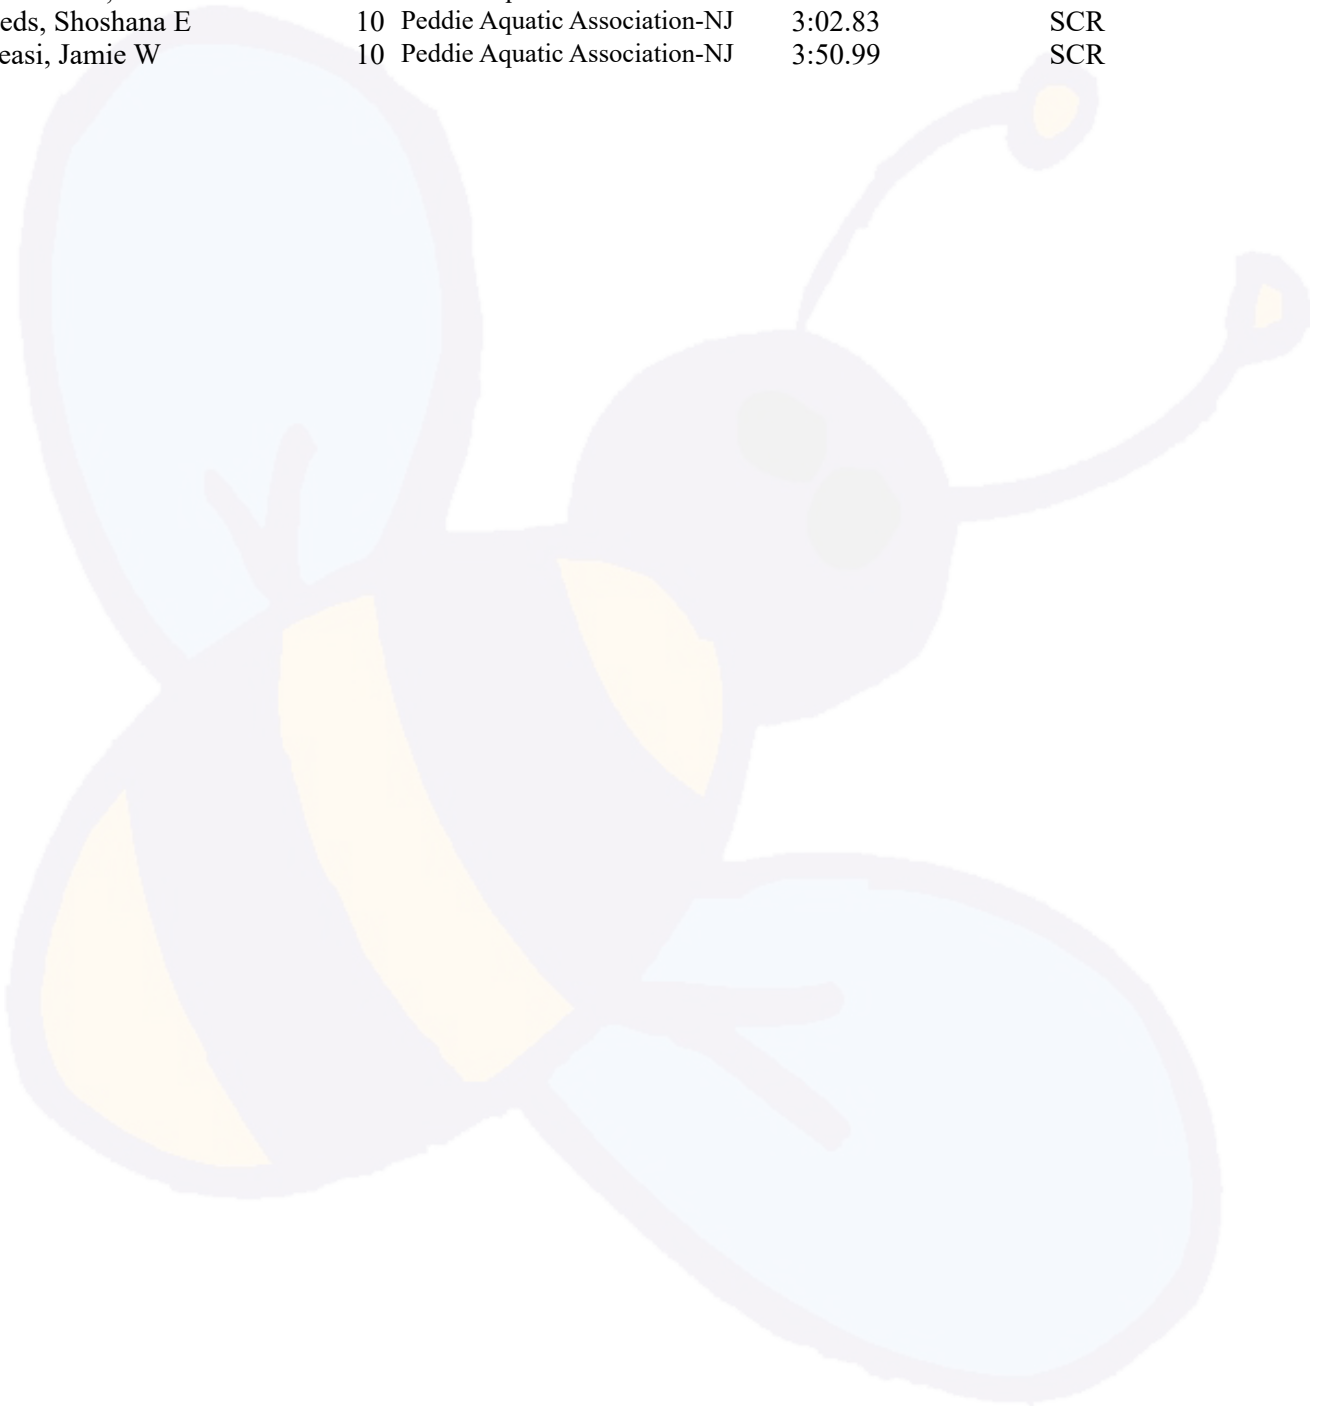 eds, Shoshana E 10 Peddie Aquatic Association-NJ 3:02.83 SCR
easi, Jamie W 10 Peddie Aquatic Association-NJ 3:50.99 SCR